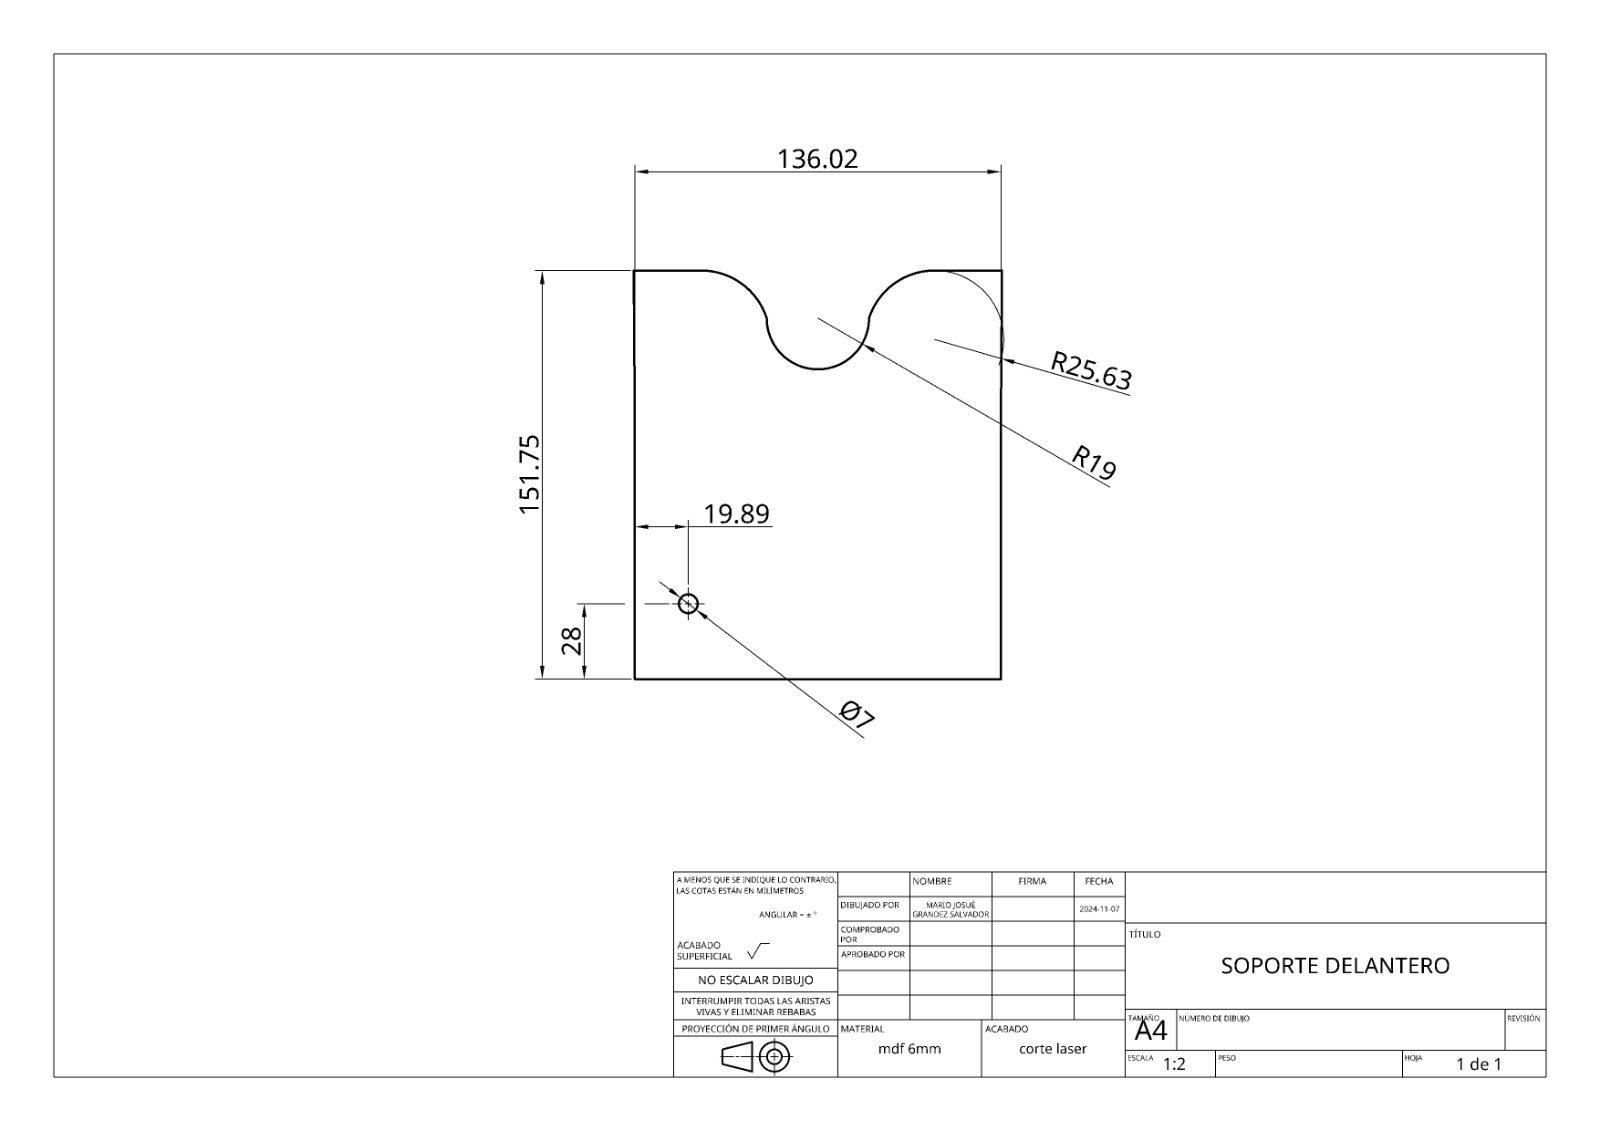 136.02
R25.63
151.75
R19
19.89
28
Ø7
A MENOS QUE SE INDIQUE LO CONTRARIO,
LAS COTAS ESTÁN EN MILÍMETROS
ANGULAR = ± °
ACABADO
SUPERFICIAL
NO ESCALAR DIBUJO
INTERRUMPIR TODAS LAS ARISTAS
VIVAS Y ELIMINAR REBABAS
PROYECCIÓN DE PRIMER ÁNGULO
NOMBRE
FIRMA
FECHA
DIBUJADO POR
MARIO JOSUÉ
GRANDEZ SALVADOR
2024-11-07
COMPROBADO
POR
APROBADO POR
MATERIAL
mdf 6mm
ACABADO
corte laser
TÍTULO
SOPORTE DELANTERO
TAMAÑO
A4
NÚMERO DE DIBUJO
REVISIÓN
ESCALA
1:2
PESO
HOJA
1 de 1